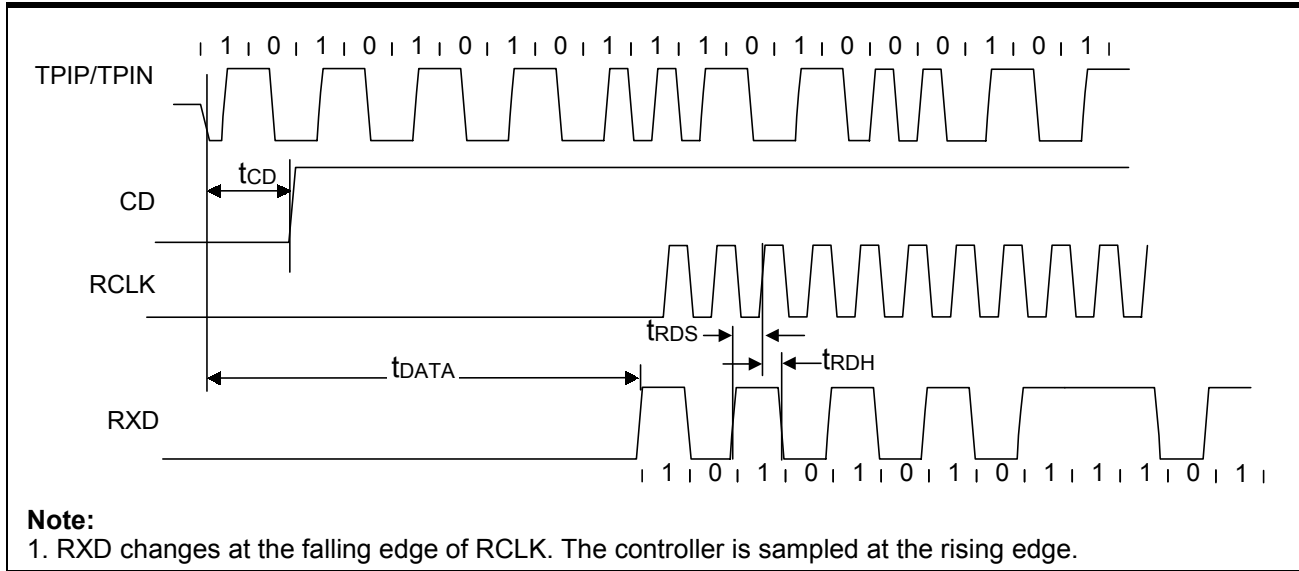 1 0 1 0 1 0 1 0 1 1 1 0 1 0 0 0 1 0 1
TPIP/TPIN
tCD
CD
RCLK
tRDS
tRDH
tDATA
RXD
1 0 1 0 1 0 1 0 1 1 1 0 1
Note:
1. RXD changes at the falling edge of RCLK. The controller is sampled at the rising edge.